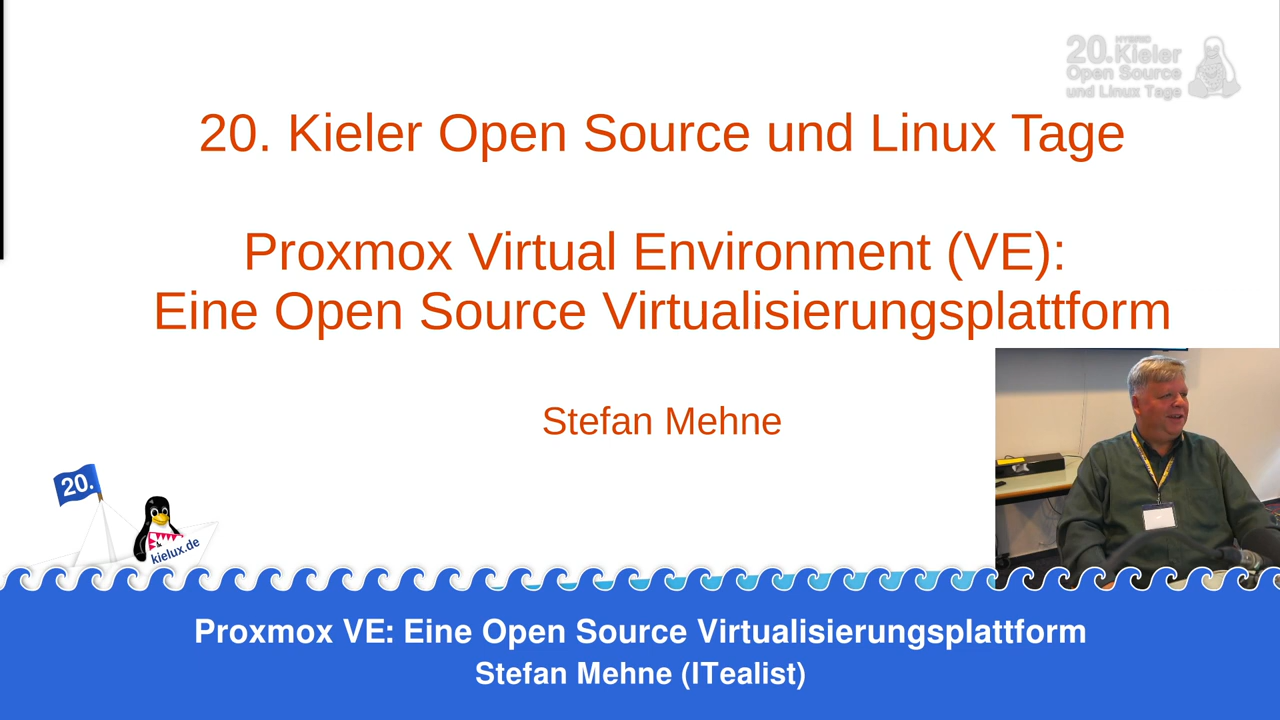 HYBRID
20. Kieler
Open Source
und Linux Tage
20. Kieler Open Source und Linux Tage
Proxmox Virtual Environment (VE):
Eine Open Source Virtualisierungsplattform
Stefan Mehne
20.
kielux.de
Proxmox VE: Eine Open Source Virtualisierungsplattform
Stefan Mehne (ITealist)